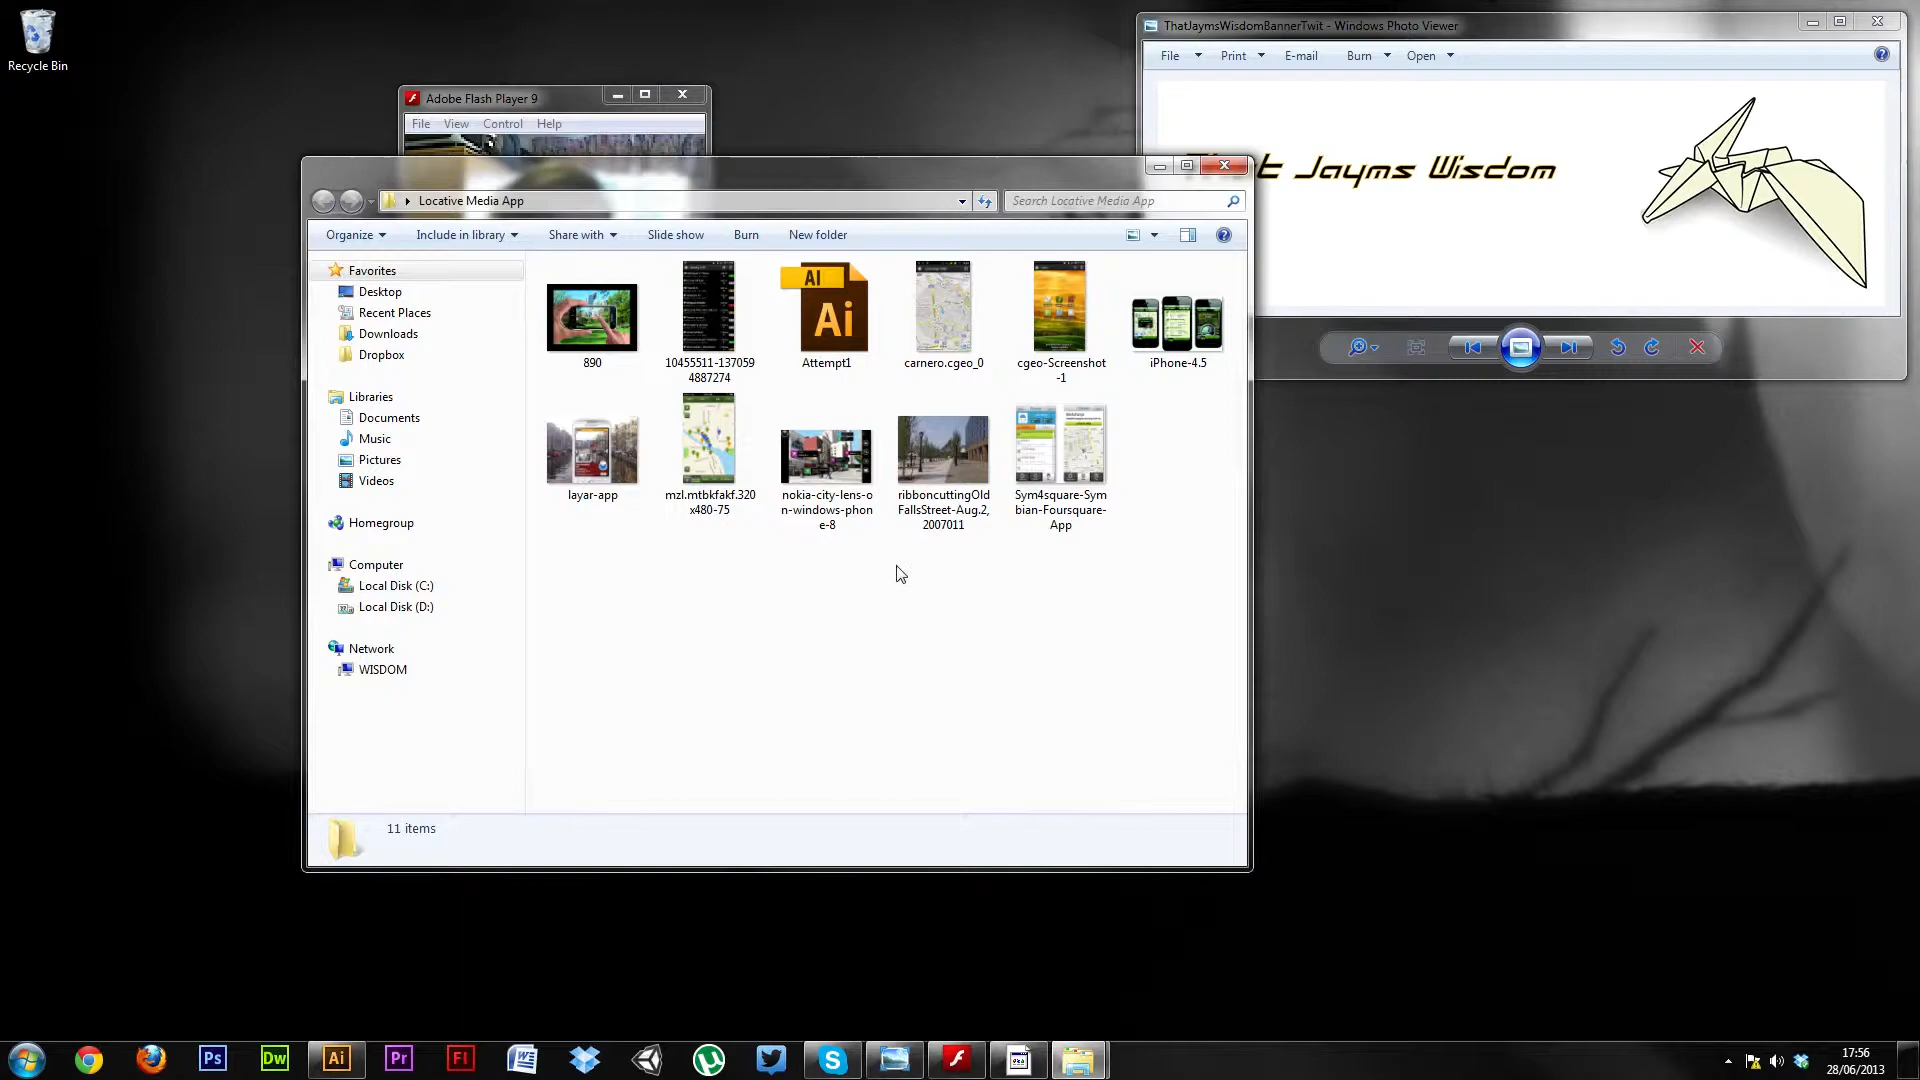 Recycle Bin
ThatJaymsWisdomBannerTwit - Windows Photo Viewer
File Print E-mail Burn Open
Jayms Wisdom
Adobe Flash Player 9
File View Control Help
Locative Media App
Search Locative Media App
Organize Include in library Share with Slide show Burn New folder
Favorites
Desktop
Recent Places
Downloads
Dropbox
Libraries
Documents
Music
Pictures
Videos
Homegroup
Computer
Local Disk (C:)
Local Disk (D:)
Network
WISDOM
AI
Ai
890
10455511-137059
4887274
Attempt1
carnero.cgeo_0
cgeo-Screenshot
-1
iPhone-4.5
layar-app
mzl.mtbkfakf.320
x480-75
nokia-city-lens-o
n-windows-phon
e-8
ribboncuttingOld
FallsStreet-Aug.2,
2007011
Sym4square-Sym
bian-Foursquare-
App
11 items
Ps Dw Ai Pr Fl
17:56
28/06/2013